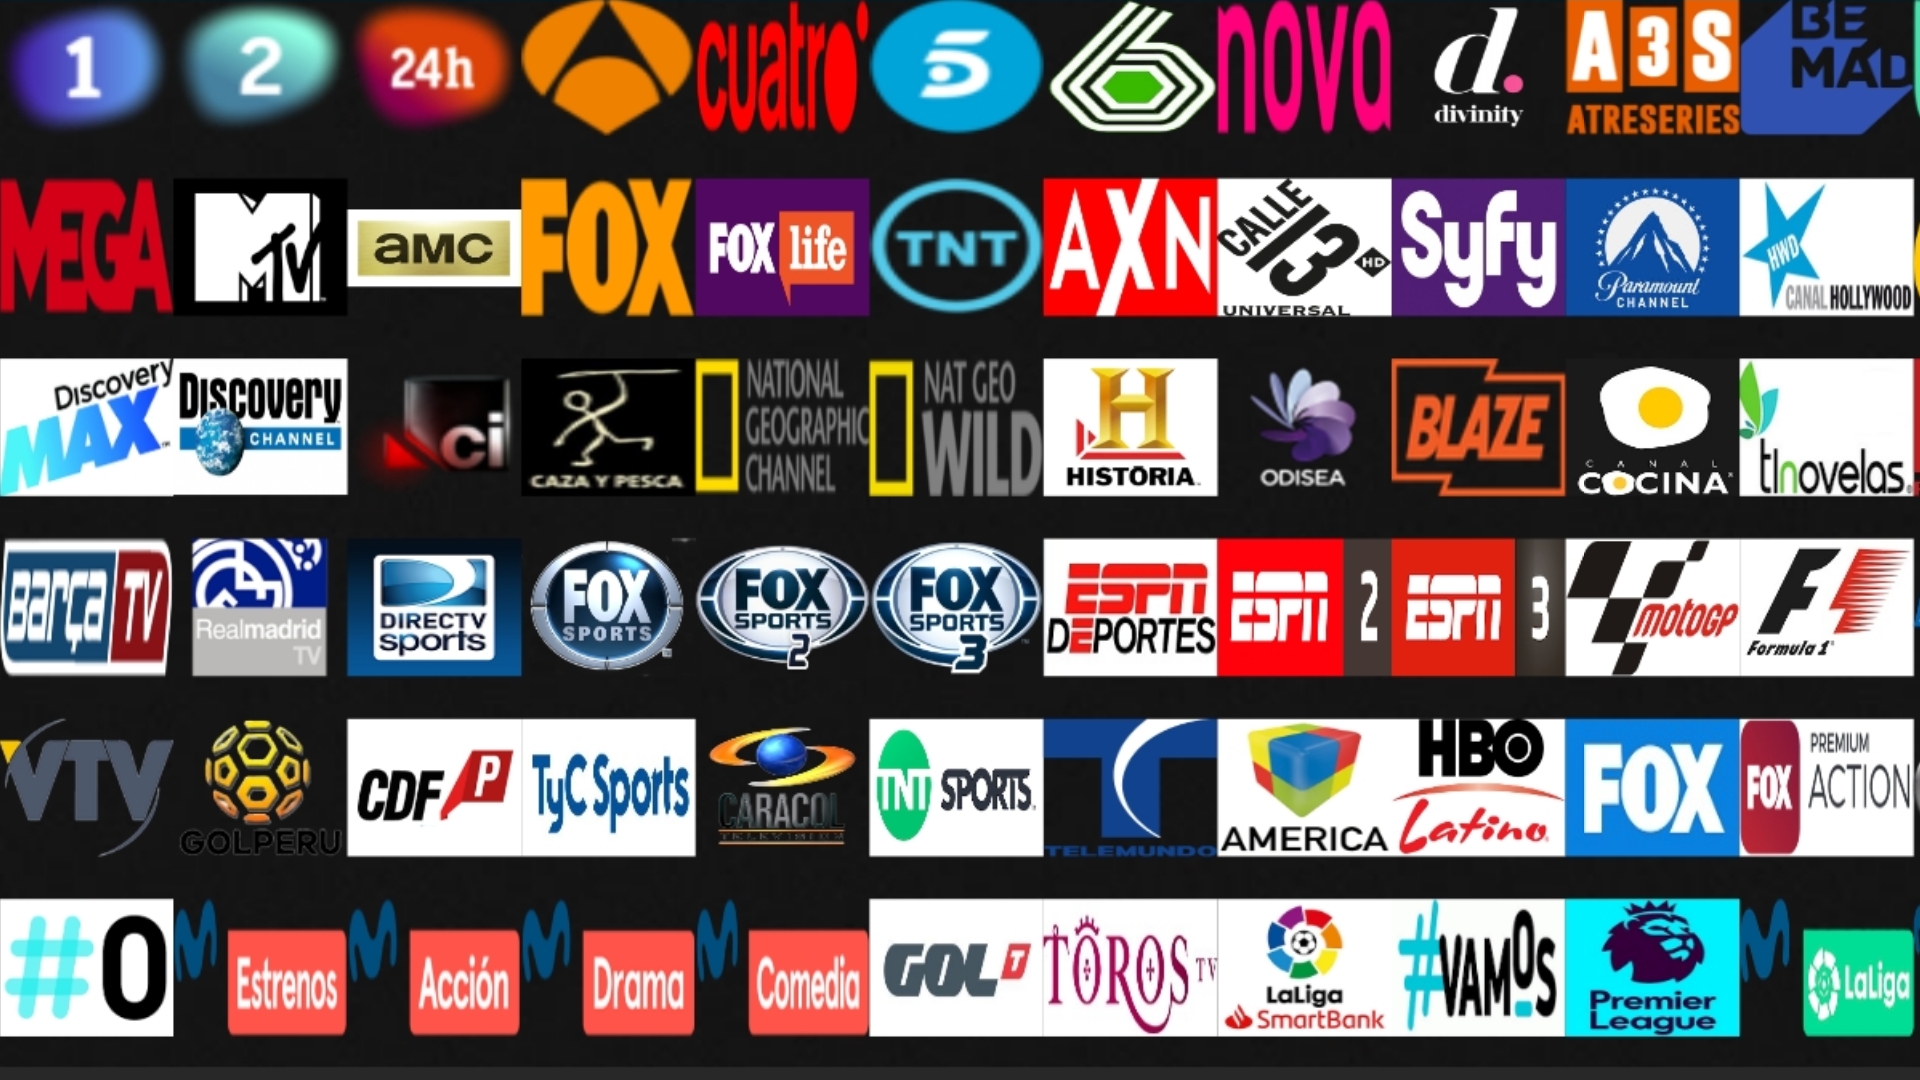 1
2
24h
cuatro
5
6
nova
d.
divinity
A3S
ATRESERIES
BE
MAD
MEGA
MTV
aMC
FOX
FOX life
TNT
AXN
CALLE
13
HD
UNIVERSAL
Syfy
Paramount
CHANNEL
HWD
CANAL HOLLYWOOD
Discovery
MAX
Discovery
CHANNEL
ci
CAZA Y PESCA
NATIONAL
GEOGRAPHIC
CHANNEL
NAT GEO
WILD
H
HISTORIA
ODISEA
BLAZE
CANAL
COCINA
tlnovelas
Barça TV
Realmadrid
TV
DIRECTV
sports
FOX
SPORTS
FOX
SPORTS
2
FOX
SPORTS
3
ESPN
DEPORTES
ESPN 2
ESPN 3
motoGP
F1
Formula 1
VTV
GOLPERU
CDF P
TyC Sports
CARACOL
TELEVISION
TNT SPORTS
T
TELEMUNDO
AMERICA
HBO
Latino
FOX
FOX
PREMIUM
ACTION
#0
M Estrenos
M Acción
M Drama
M Comedia
GOL T
TOROS TV
LaLiga
SmartBank
#VAMOS
Premier
League
M LaLiga